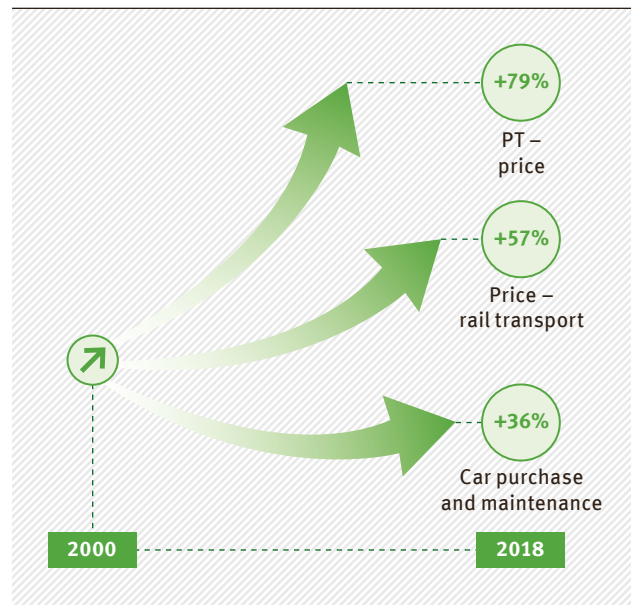 +79%
PT –
price
+57%
Price –
rail transport
+36%
Car purchase
and maintenance
2000
2018